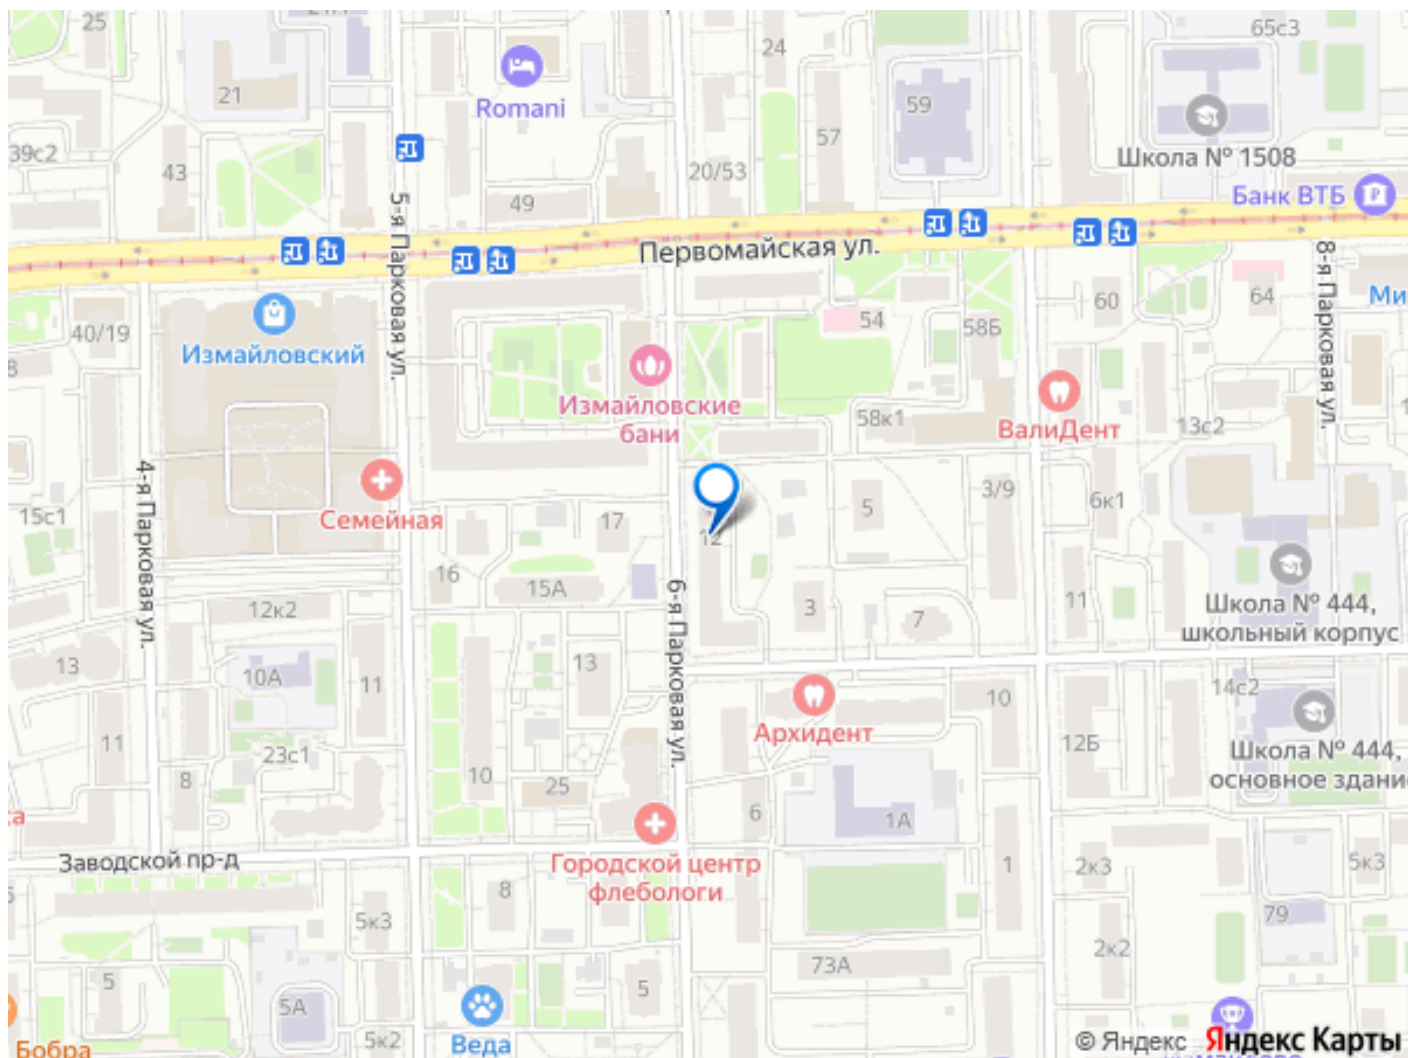 25
24
65с3
Romani
21
59
57
39с2
43
Школа № 1508
20/53
49
Банк ВТБ
5-я Парковая ул.
Первомайская ул.
8-я Парковая ул.
60
64
Ми
54
58Б
40/19
Измайловский
Измайловские
бани
58к1
ВалиДент
13с2
4-я Парковая ул.
Семейная
15с1
17
12
5
3/9
6к1
16
15А
12к2
6-я Парковая ул.
3
7
11
Школа № 444,
школьный корпус
13
10А
11
13
14с2
10
Архидент
11
23с1
12Б
Школа № 444,
основное здани
8
10
25
6
1А
Заводской пр-д
Городской центр
флебологи
1
2к3
5к3
8
5к3
79
2к2
73А
5
5
5А
5к2
Бобра
Веда
© Яндекс Яндекс Карты